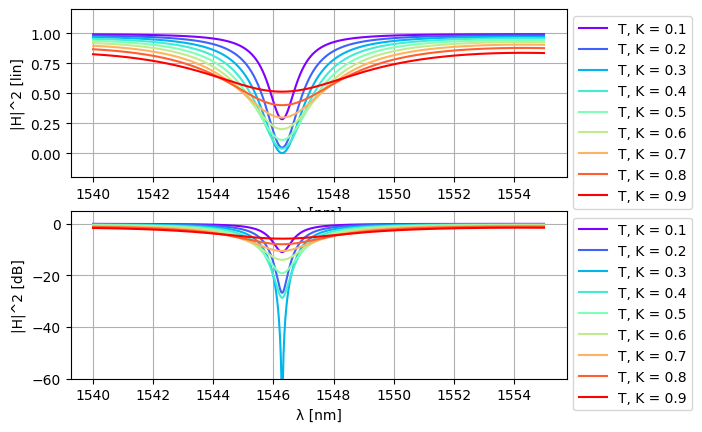 |H|^2 [lin]
1.00
0.75
0.50
0.25
0.00
1540 1542 1544 1546 1548 1550 1552 1554
λ [nm]
T, K = 0.1
T, K = 0.2
T, K = 0.3
T, K = 0.4
T, K = 0.5
T, K = 0.6
T, K = 0.7
T, K = 0.8
T, K = 0.9
|H|^2 [dB]
0
−20
−40
−60
1540 1542 1544 1546 1548 1550 1552 1554
λ [nm]
T, K = 0.1
T, K = 0.2
T, K = 0.3
T, K = 0.4
T, K = 0.5
T, K = 0.6
T, K = 0.7
T, K = 0.8
T, K = 0.9